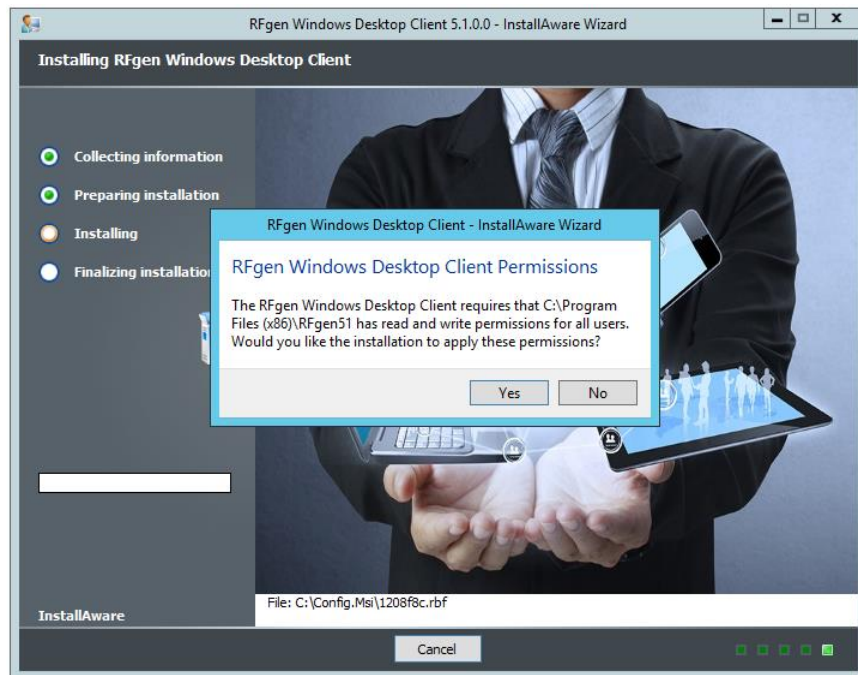 RFgen Windows Desktop Client 5.1.0.0 - InstallAware Wizard
Installing RFgen Windows Desktop Client
Collecting information
Preparing installation
Installing
Finalizing installation
RFgen Windows Desktop Client - InstallAware Wizard
RFgen Windows Desktop Client Permissions
The RFgen Windows Desktop Client requires that C:\Program
Files (x86)\RFgen51 has read and write permissions for all users.
Would you like the installation to apply these permissions?
Yes
No
File: C:\Config.Msi\1208f8c.rbf
InstallAware
Cancel